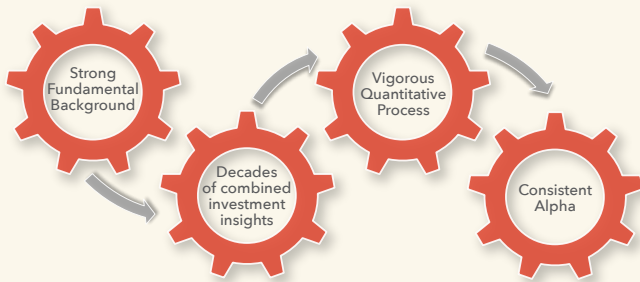 Strong
Fundamental
Background
Decades
of combined
investment
insights
Vigorous
Quantitative
Process
Consistent
Alpha